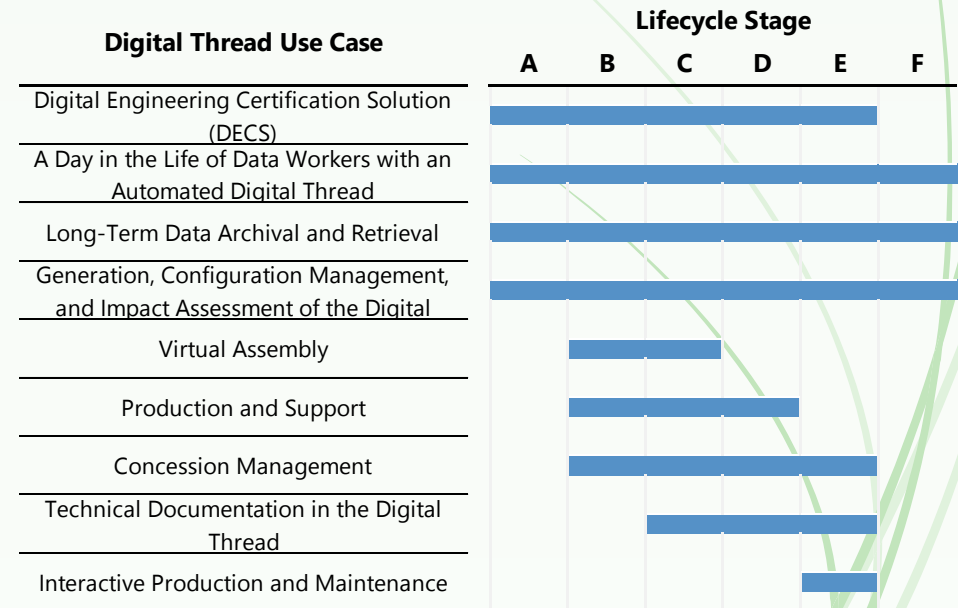 Digital Thread Use Case
Lifecycle Stage
A B C D E F
Digital Engineering Certification Solution
(DECS)
A Day in the Life of Data Workers with an
Automated Digital Thread
Long-Term Data Archival and Retrieval
Generation, Configuration Management,
and Impact Assessment of the Digital
Virtual Assembly
Production and Support
Concession Management
Technical Documentation in the Digital
Thread
Interactive Production and Maintenance